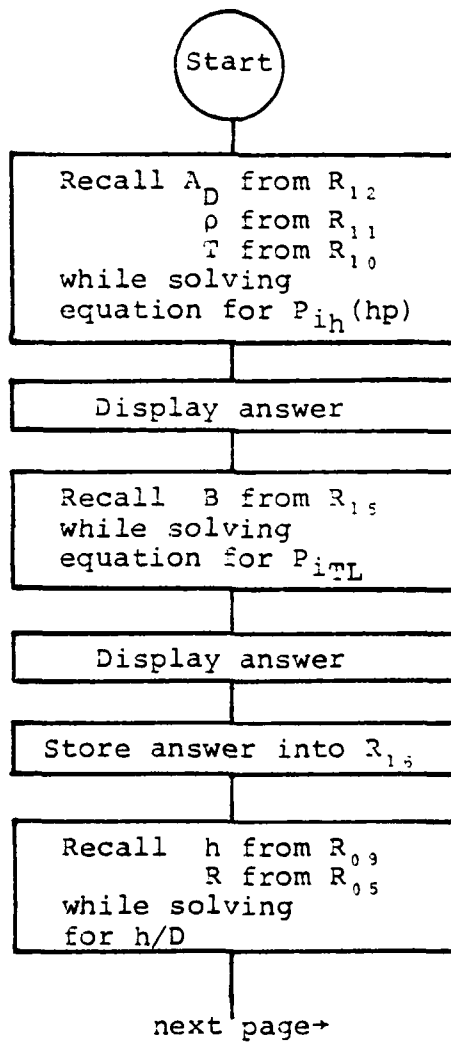 Start
Recall A_D from R_12
ρ from R_11
T from R_10
while solving
equation for P_ih(hp)
Display answer
Recall B from R_15
while solving
equation for P_iTL
Display answer
Store answer into R_16
Recall h from R_09
R from R_05
while solving
for h/D
next page→